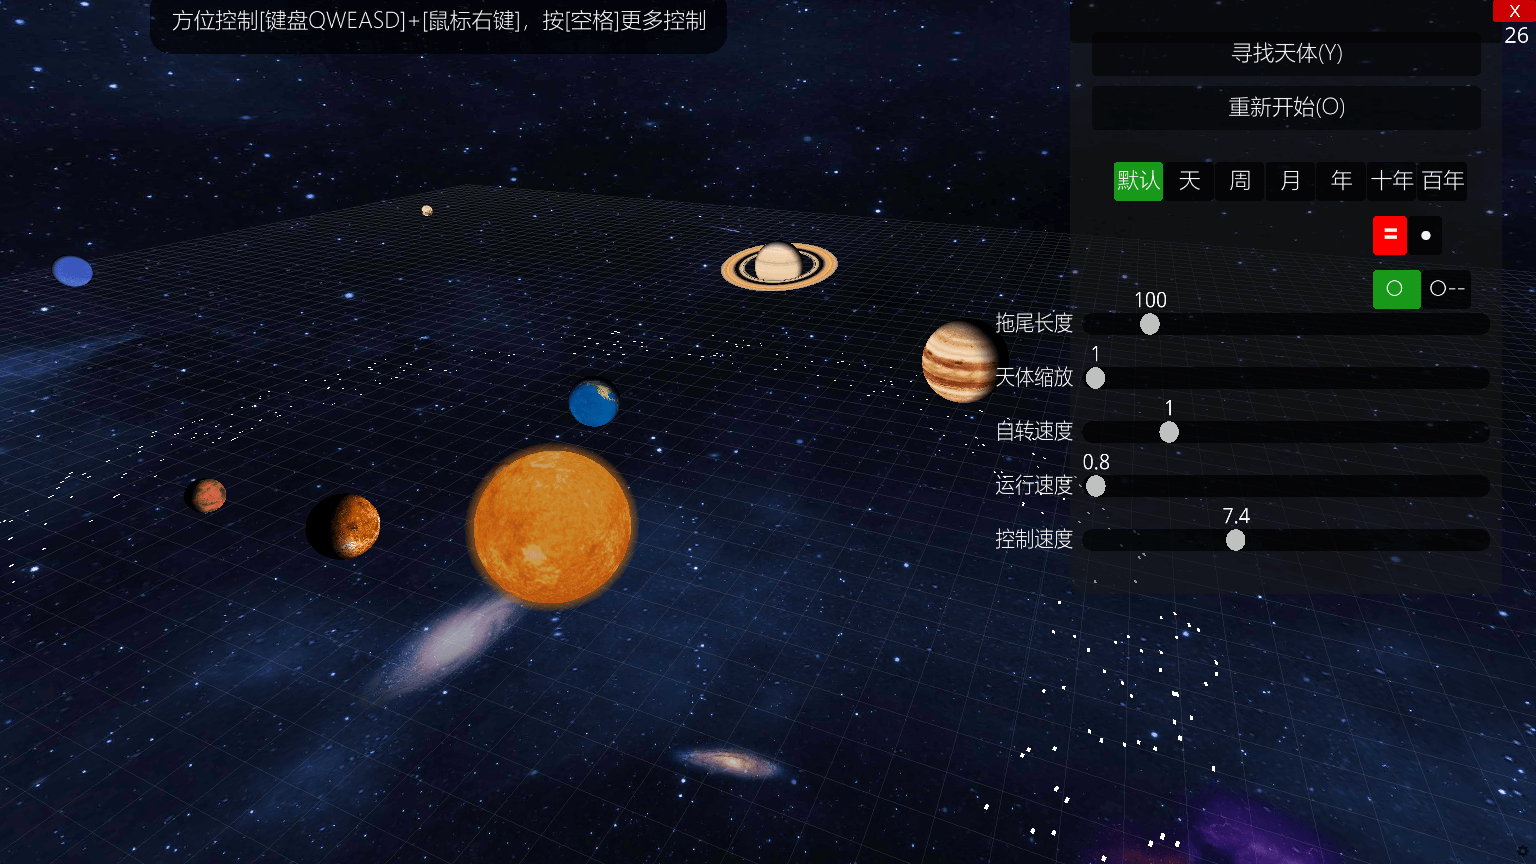 方位控制[键盘QWEASD]+[鼠标右键]，按[空格]更多控制
X
26
寻找天体(Y)
重新开始(O)
默认 天 周 月 年 十年 百年
100
拖尾长度
1
天体缩放
1
自转速度
0.8
运行速度
7.4
控制速度